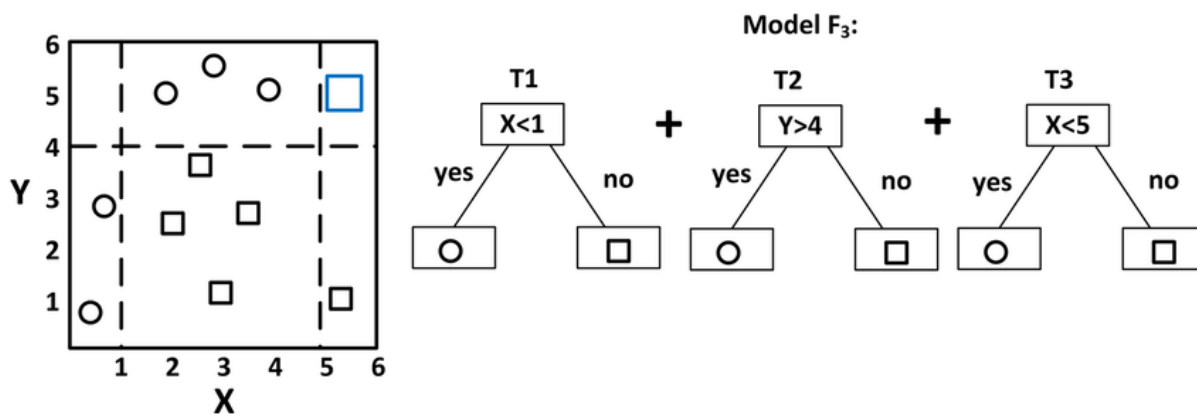 Model F3:
6
5
4
3
2
1
Y
1 2 3 4 5 6
X
T1
X<1
yes
no
+
T2
Y>4
yes
no
+
T3
X<5
yes
no